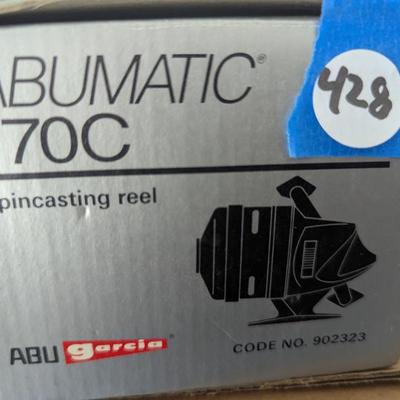 ABUMATIC®
70C
pincasting reel
428
ABU garcia®
CODE NO. 902323